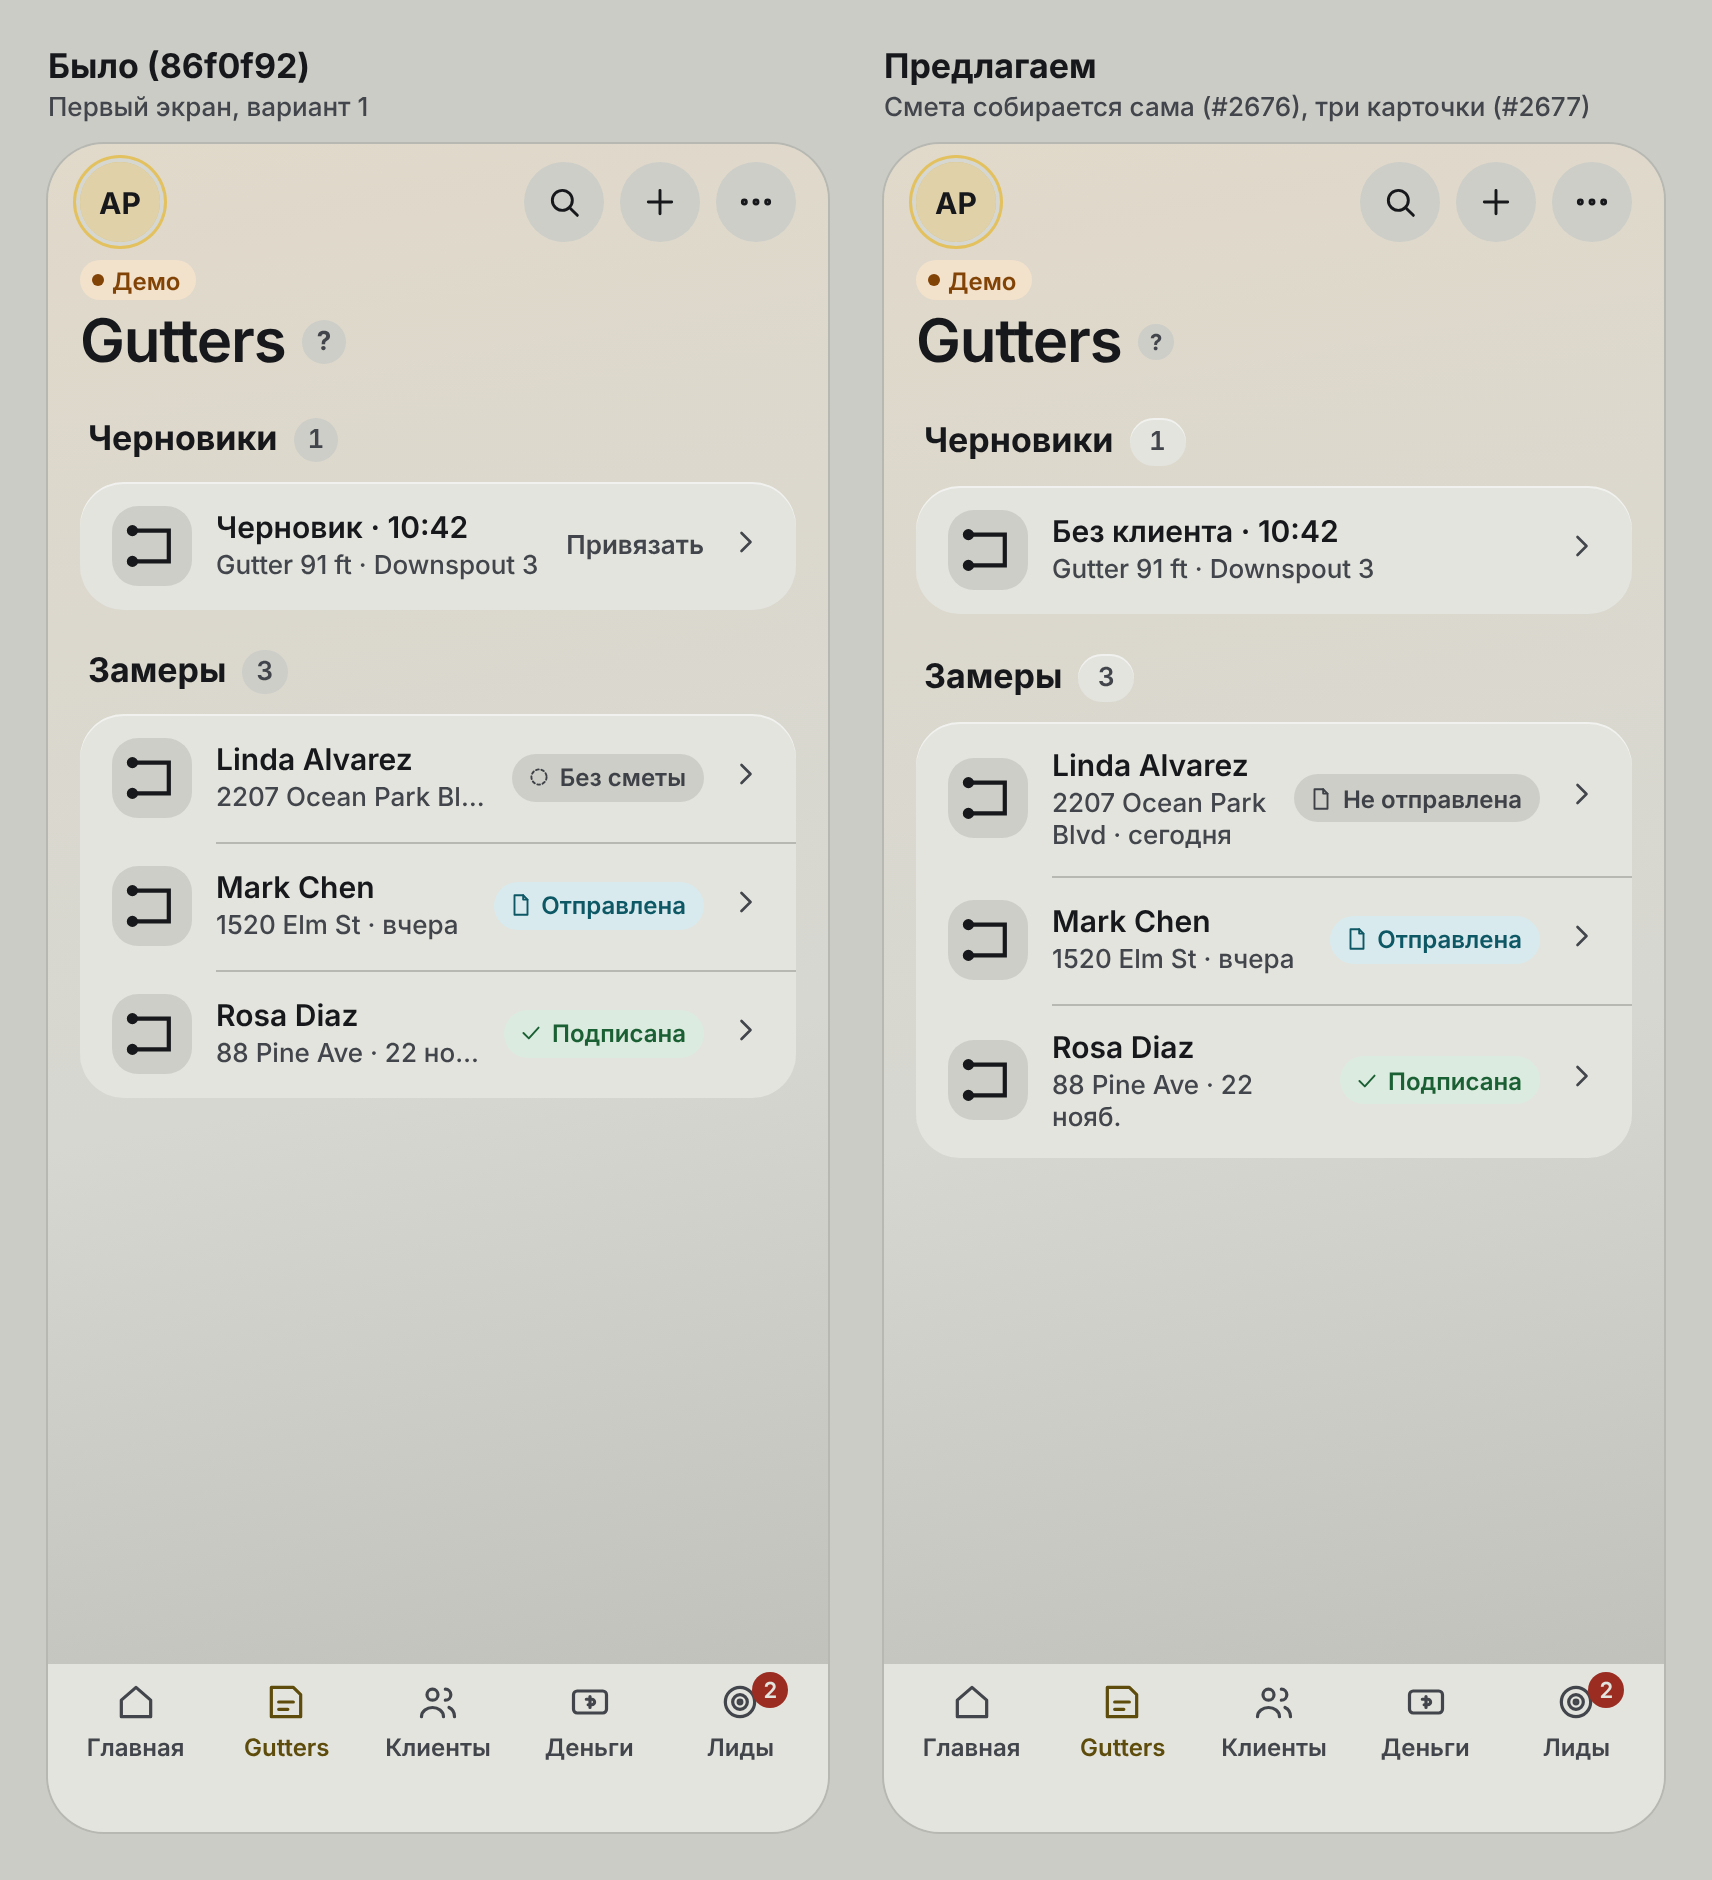 Было (86f0f92)
Первый экран, вариант 1
AP
Демо
Gutters ?
Черновики 1
Черновик · 10:42
Gutter 91 ft · Downspout 3
Привязать
Замеры 3
Linda Alvarez
2207 Ocean Park Bl…
Без сметы
Mark Chen
1520 Elm St · вчера
Отправлена
Rosa Diaz
88 Pine Ave · 22 но…
Подписана
2
Главная
Gutters
Клиенты
Деньги
Лиды
Предлагаем
Смета собирается сама (#2676), три карточки (#2677)
AP
Демо
Gutters ?
Черновики 1
Без клиента · 10:42
Gutter 91 ft · Downspout 3
Замеры 3
Linda Alvarez
2207 Ocean Park
Blvd · сегодня
Не отправлена
Mark Chen
1520 Elm St · вчера
Отправлена
Rosa Diaz
88 Pine Ave · 22
нояб.
Подписана
2
Главная
Gutters
Клиенты
Деньги
Лиды